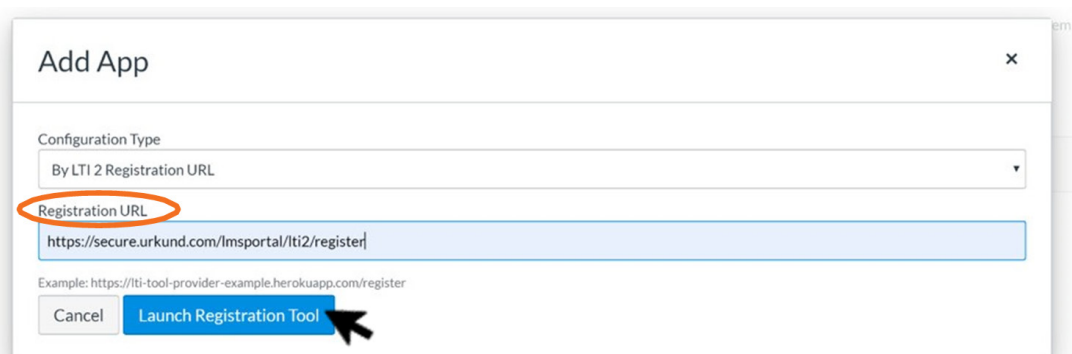 em
Add App
×
Configuration Type
By LTI 2 Registration URL
Registration URL
https://secure.urkund.com/lmsportal/lti2/register
Example: https://lti-tool-provider-example.herokuapp.com/register
Cancel Launch Registration Tool